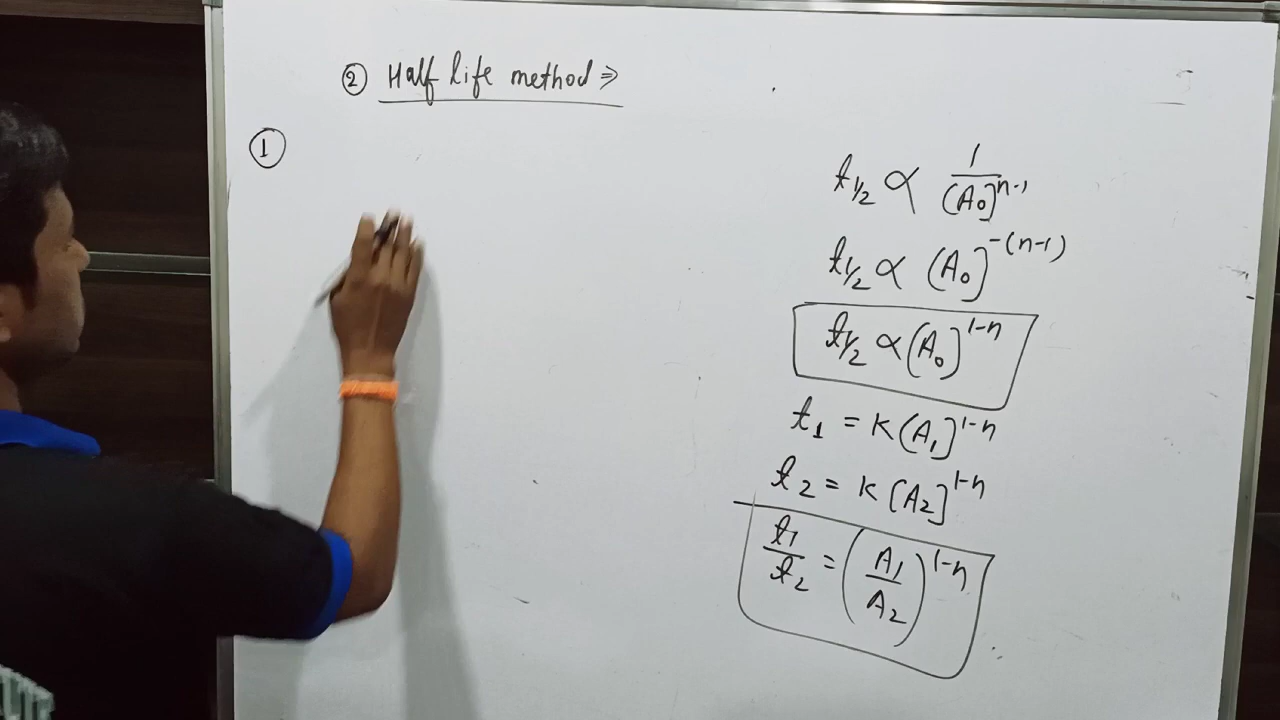 ② Half life method ⇒
①
t½ ∝ 1/[A₀]ⁿ⁻¹
t½ ∝ [A₀]⁻⁽ⁿ⁻¹⁾
t½ ∝ [A₀]¹⁻ⁿ
t₁ = K[A₁]¹⁻ⁿ
t₂ = K[A₂]¹⁻ⁿ
t₁/t₂ = (A₁/A₂)¹⁻ⁿ